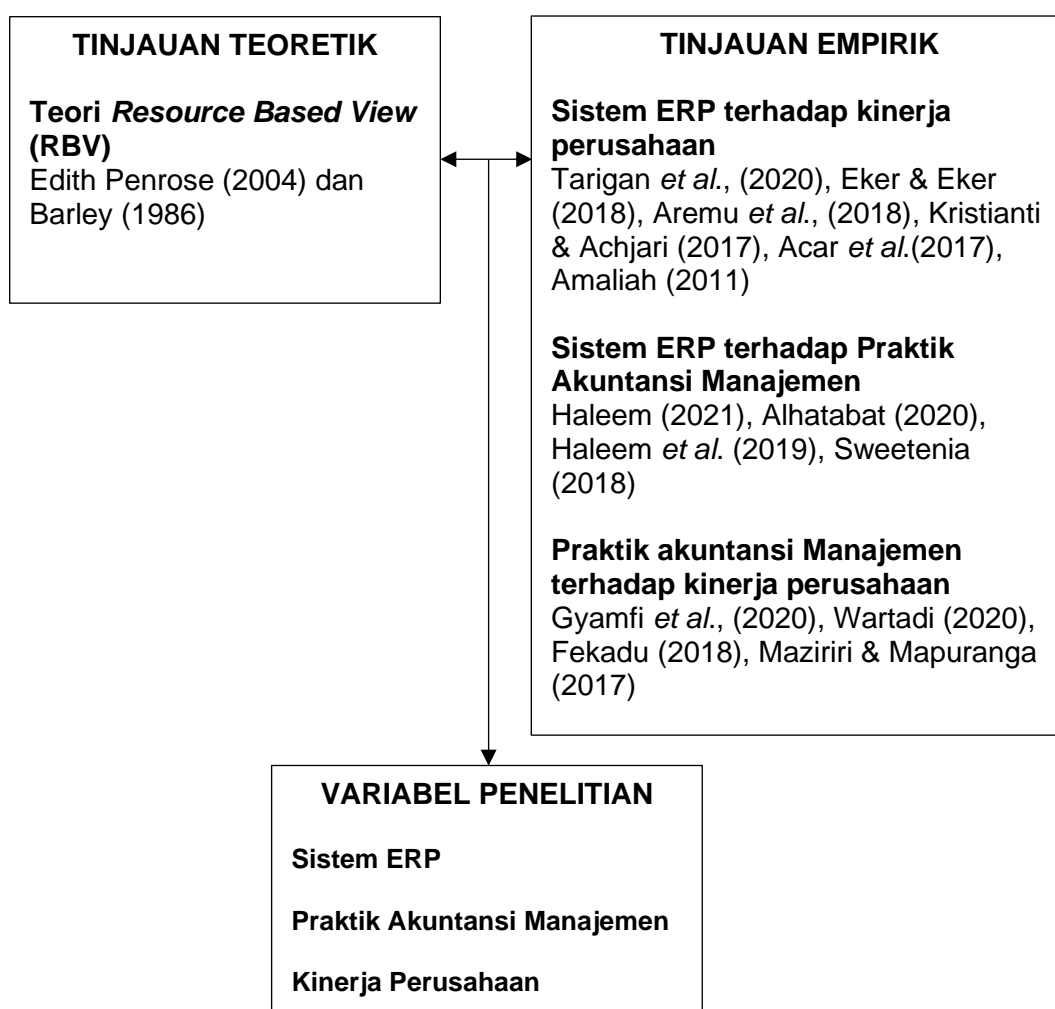 TINJAUAN TEORETIK
Teori Resource Based View
(RBV)
Edith Penrose (2004) dan
Barley (1986)
TINJAUAN EMPIRIK
Sistem ERP terhadap kinerja
perusahaan
Tarigan et al., (2020), Eker & Eker
(2018), Aremu et al., (2018), Kristianti
& Achjari (2017), Acar et al.(2017),
Amaliah (2011)
Sistem ERP terhadap Praktik
Akuntansi Manajemen
Haleem (2021), Alhatabat (2020),
Haleem et al. (2019), Sweetenia
(2018)
Praktik akuntansi Manajemen
terhadap kinerja perusahaan
Gyamfi et al., (2020), Wartadi (2020),
Fekadu (2018), Maziriri & Mapuranga
(2017)
VARIABEL PENELITIAN
Sistem ERP
Praktik Akuntansi Manajemen
Kinerja Perusahaan